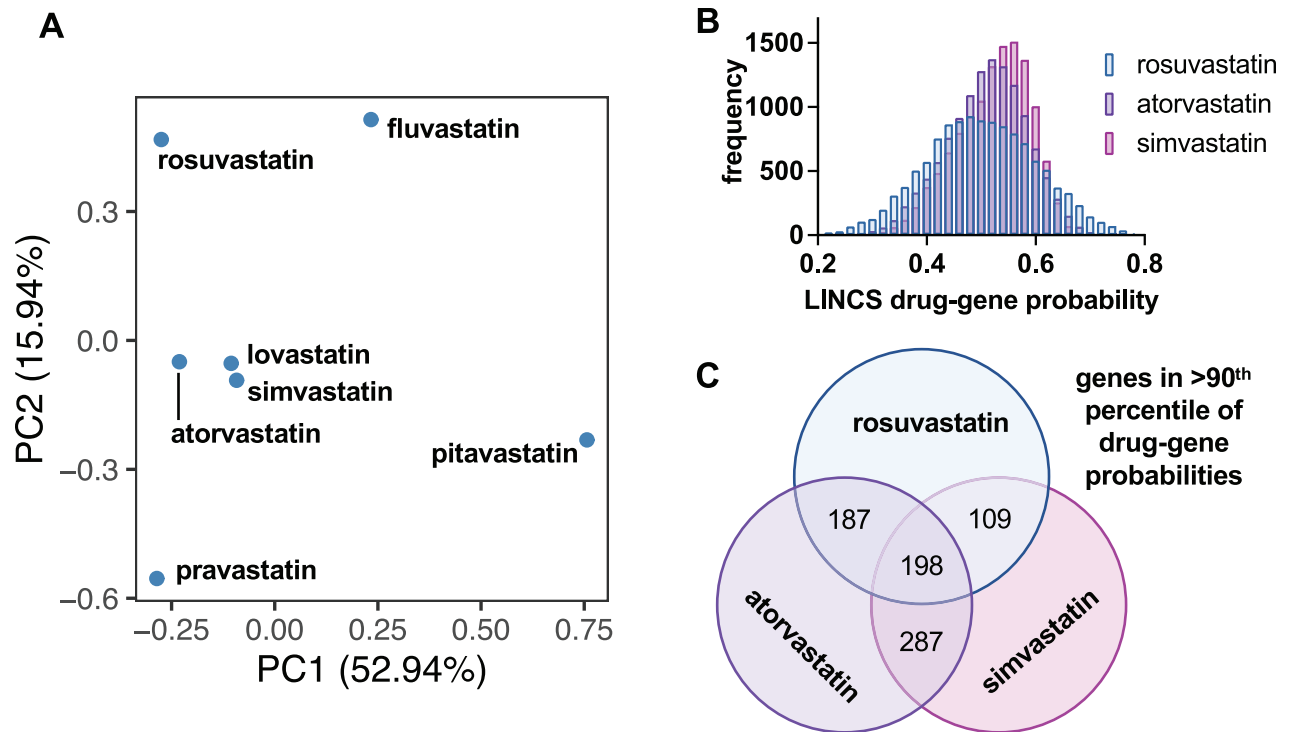 A
fluvastatin
rosuvastatin
0.3
0.0
lovastatin
simvastatin
atorvastatin
pitavastatin
−0.3
pravastatin
−0.6
−0.25 0.00 0.25 0.50 0.75
PC1 (52.94%)
PC2 (15.94%)
B
1500
1000
500
0
frequency
0.2 0.4 0.6 0.8
LINCS drug-gene probability
rosuvastatin
atorvastatin
simvastatin
C
genes in >90th
percentile of
drug-gene
probabilities
rosuvastatin
187
109
198
287
atorvastatin
simvastatin